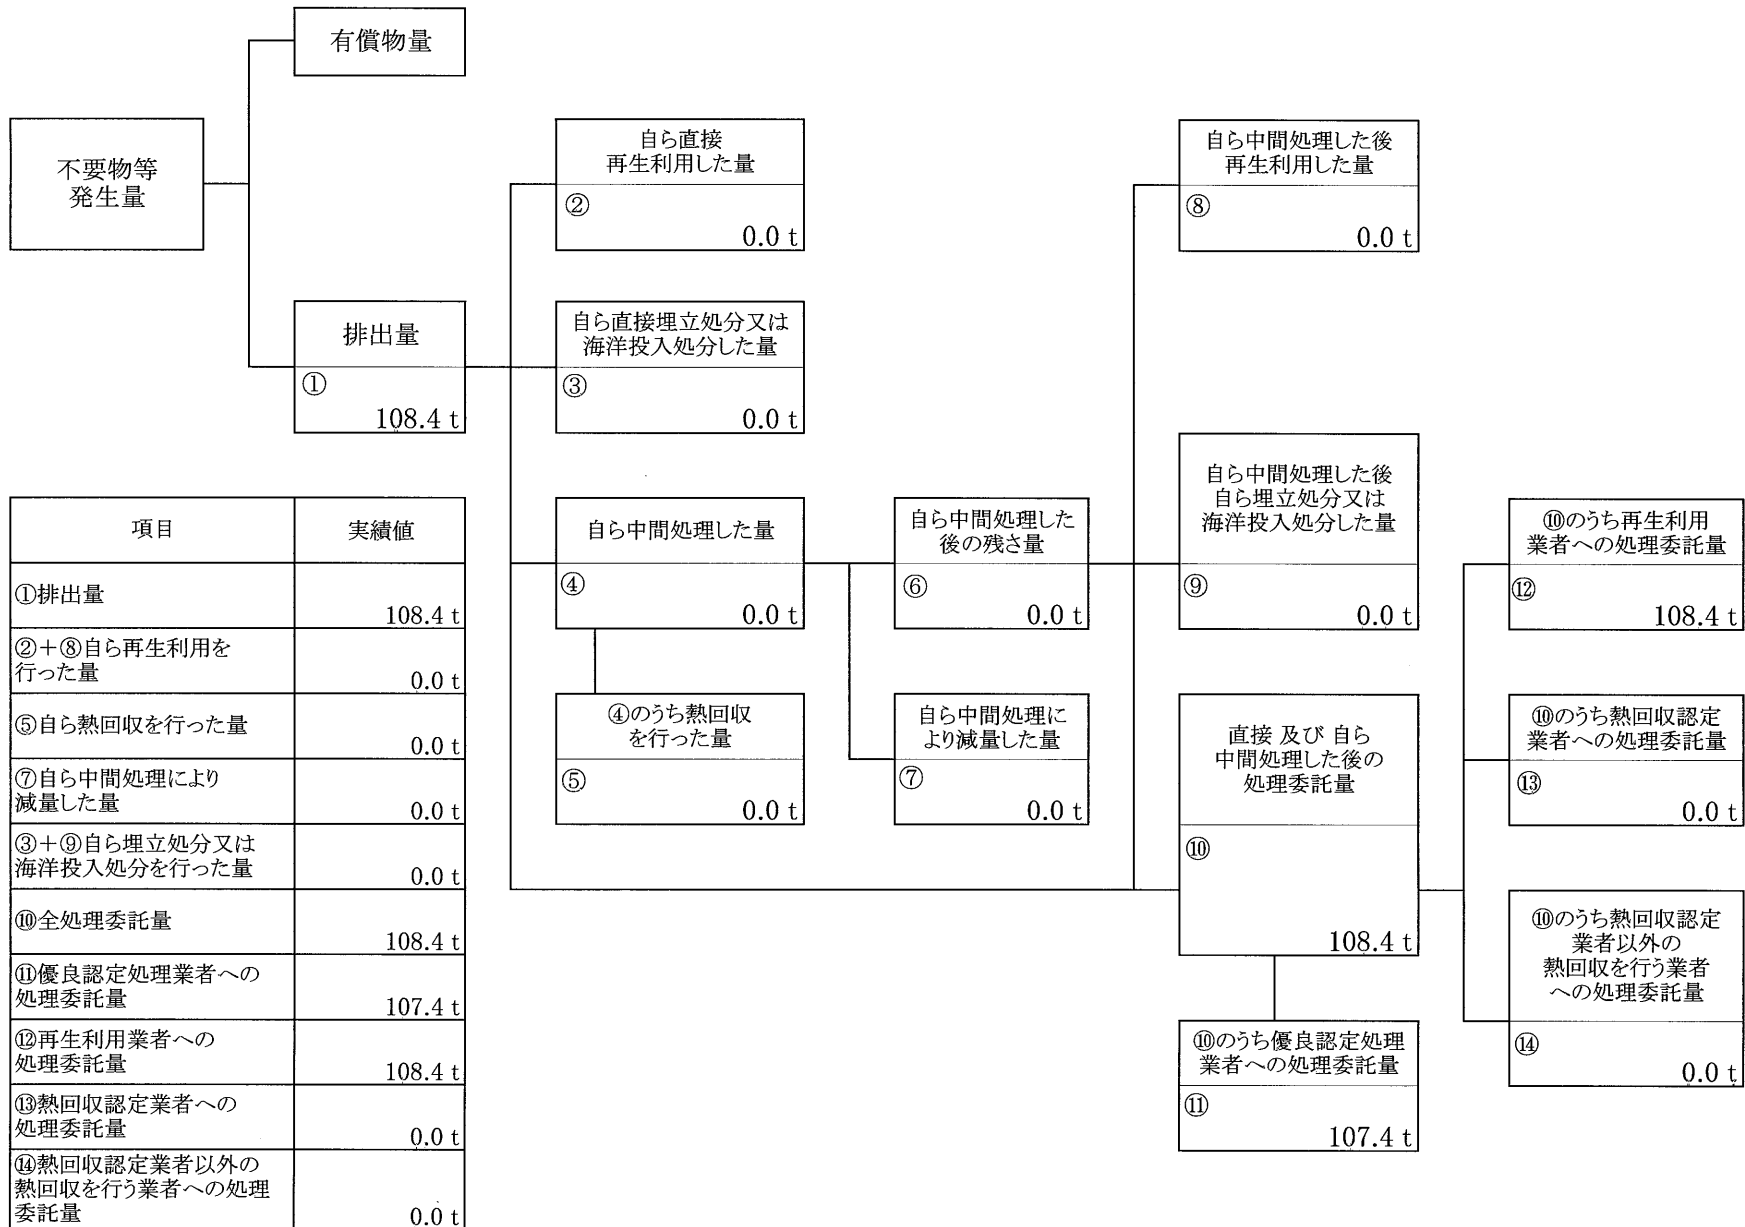 有償物量
不要物等
発生量
自ら直接
再生利用した量
②
0.0 t
自ら中間処理した後
再生利用した量
⑧
0.0 t
排出量
①
108.4 t
自ら直接埋立処分又は
海洋投入処分した量
③
0.0 t
自ら中間処理した量
④
0.0 t
自ら中間処理した
後の残さ量
⑥
0.0 t
自ら中間処理した後
自ら埋立処分又は
海洋投入処分した量
⑨
0.0 t
⑩のうち再生利用
業者への処理委託量
⑫
108.4 t
④のうち熱回収
を行った量
⑤
0.0 t
自ら中間処理に
より減量した量
⑦
0.0 t
直接 及び 自ら
中間処理した後の
処理委託量
⑩
108.4 t
⑩のうち熱回収認定
業者への処理委託量
⑬
0.0 t
⑩のうち熱回収認定
業者以外の
熱回収を行う業者
への処理委託量
⑭
0.0 t
⑩のうち優良認定処理
業者への処理委託量
⑪
107.4 t
項目 実績値
①排出量
108.4 t
②+⑧自ら再生利用を
行った量
0.0 t
⑤自ら熱回収を行った量
0.0 t
⑦自ら中間処理により
減量した量
0.0 t
③+⑨自ら埋立処分又は
海洋投入処分を行った量
0.0 t
⑩全処理委託量
108.4 t
⑪優良認定処理業者への
処理委託量
107.4 t
⑫再生利用業者への
処理委託量
108.4 t
⑬熱回収認定業者への
処理委託量
0.0 t
⑭熱回収認定業者以外の
熱回収を行う業者への処理
委託量
0.0 t